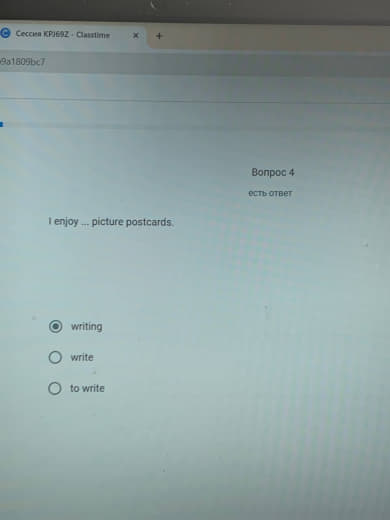 Сессия KPJ69Z - Classtime
9a1809bc7
Вопрос 4
есть ответ
I enjoy ... picture postcards.
writing
write
to write